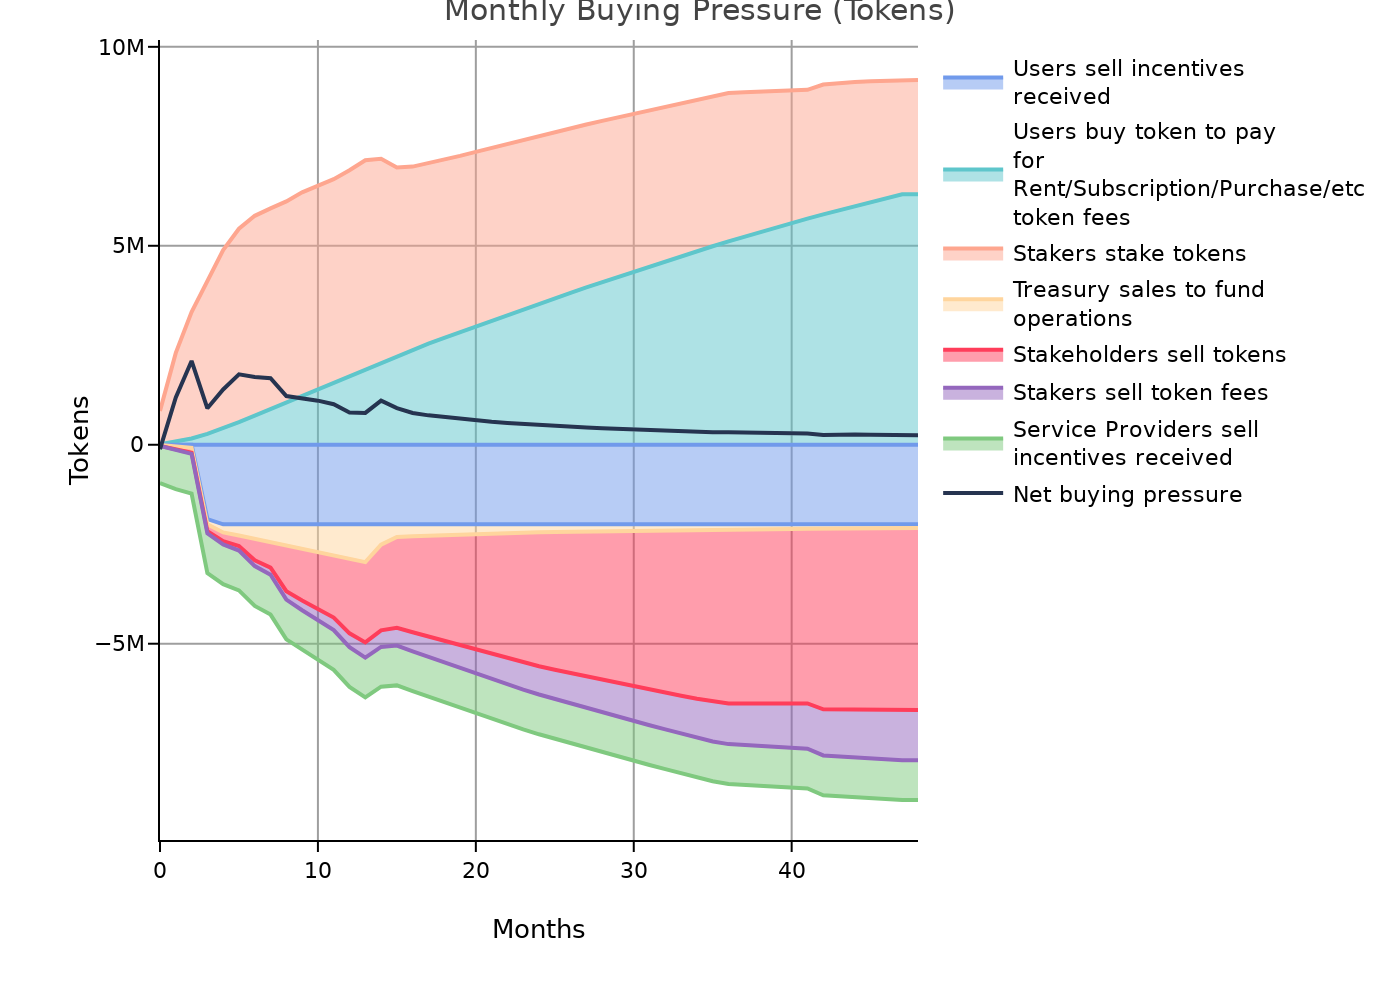 Monthly Buying Pressure (Tokens)
10M
5M
0
−5M
Tokens
0
10
20
30
40
Months
Users sell incentives
received
Users buy token to pay
for
Rent/Subscription/Purchase/etc
token fees
Stakers stake tokens
Treasury sales to fund
operations
Stakeholders sell tokens
Stakers sell token fees
Service Providers sell
incentives received
Net buying pressure